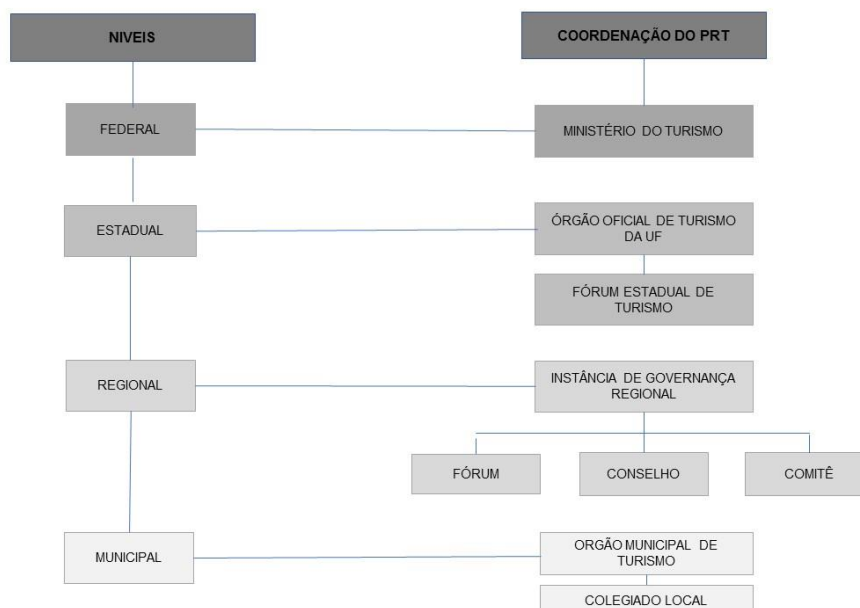 NIVEIS
COORDENAÇÃO DO PRT
FEDERAL
MINISTÉRIO DO TURISMO
ESTADUAL
ÓRGÃO OFICIAL DE TURISMO
DA UF
FÓRUM ESTADUAL DE
TURISMO
REGIONAL
INSTÂNCIA DE GOVERNANÇA
REGIONAL
FÓRUM
CONSELHO
COMITÊ
MUNICIPAL
ORGÃO MUNICIPAL DE
TURISMO
COLEGIADO LOCAL